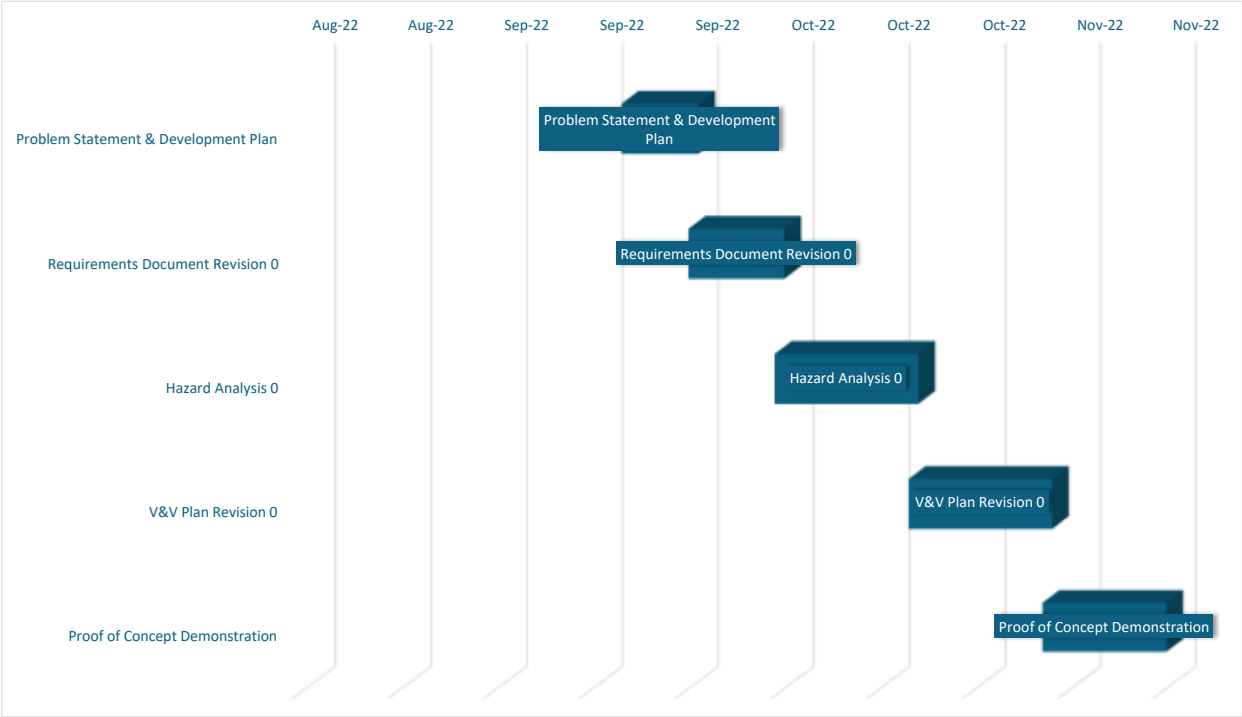 Aug-22 Aug-22 Sep-22 Sep-22 Sep-22 Oct-22 Oct-22 Oct-22 Nov-22 Nov-22
Problem Statement & Development Plan
Problem Statement & Development
Plan
Requirements Document Revision 0
Requirements Document Revision 0
Hazard Analysis 0
Hazard Analysis 0
V&V Plan Revision 0
V&V Plan Revision 0
Proof of Concept Demonstration
Proof of Concept Demonstration